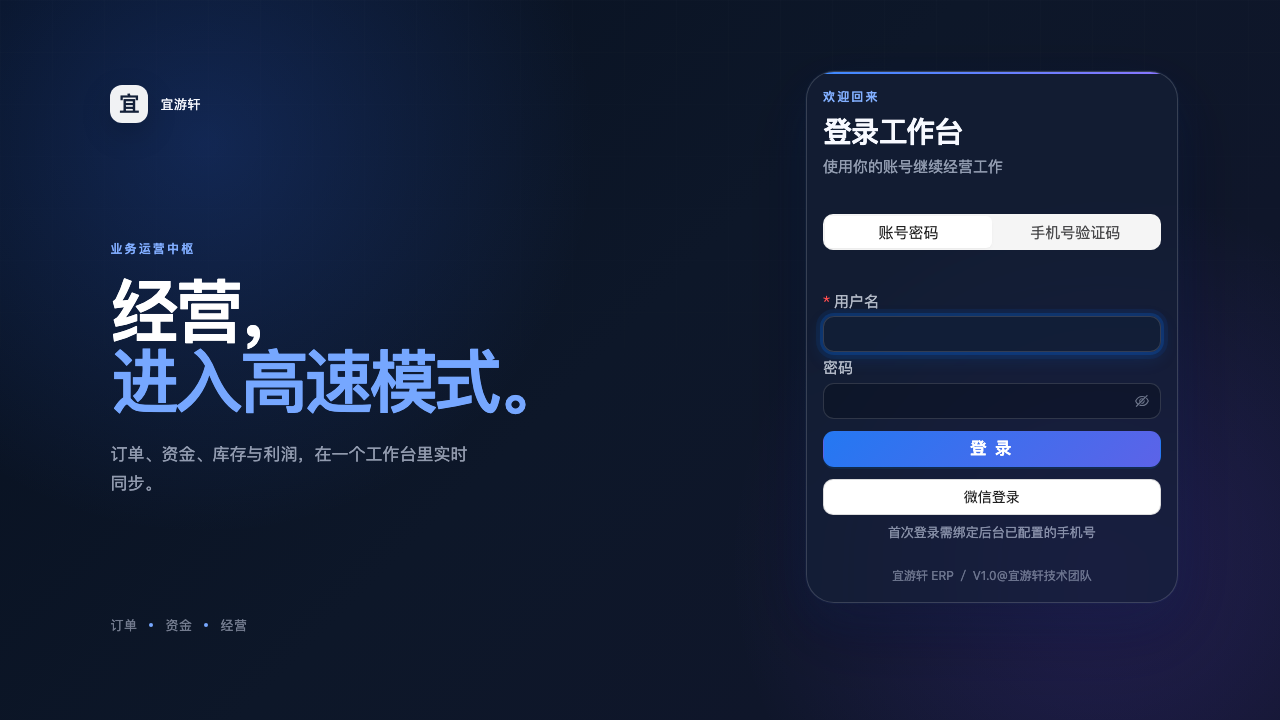 宜 宜游轩
业务运营中枢
经营,
进入高速模式。
订单、资金、库存与利润，在一个工作台里实时
同步。
订单 • 资金 • 经营
欢迎回来
登录工作台
使用你的账号继续经营工作
账号密码 手机号验证码
* 用户名
密码
登 录
微信登录
首次登录需绑定后台已配置的手机号
宜游轩 ERP / V1.0@宜游轩技术团队